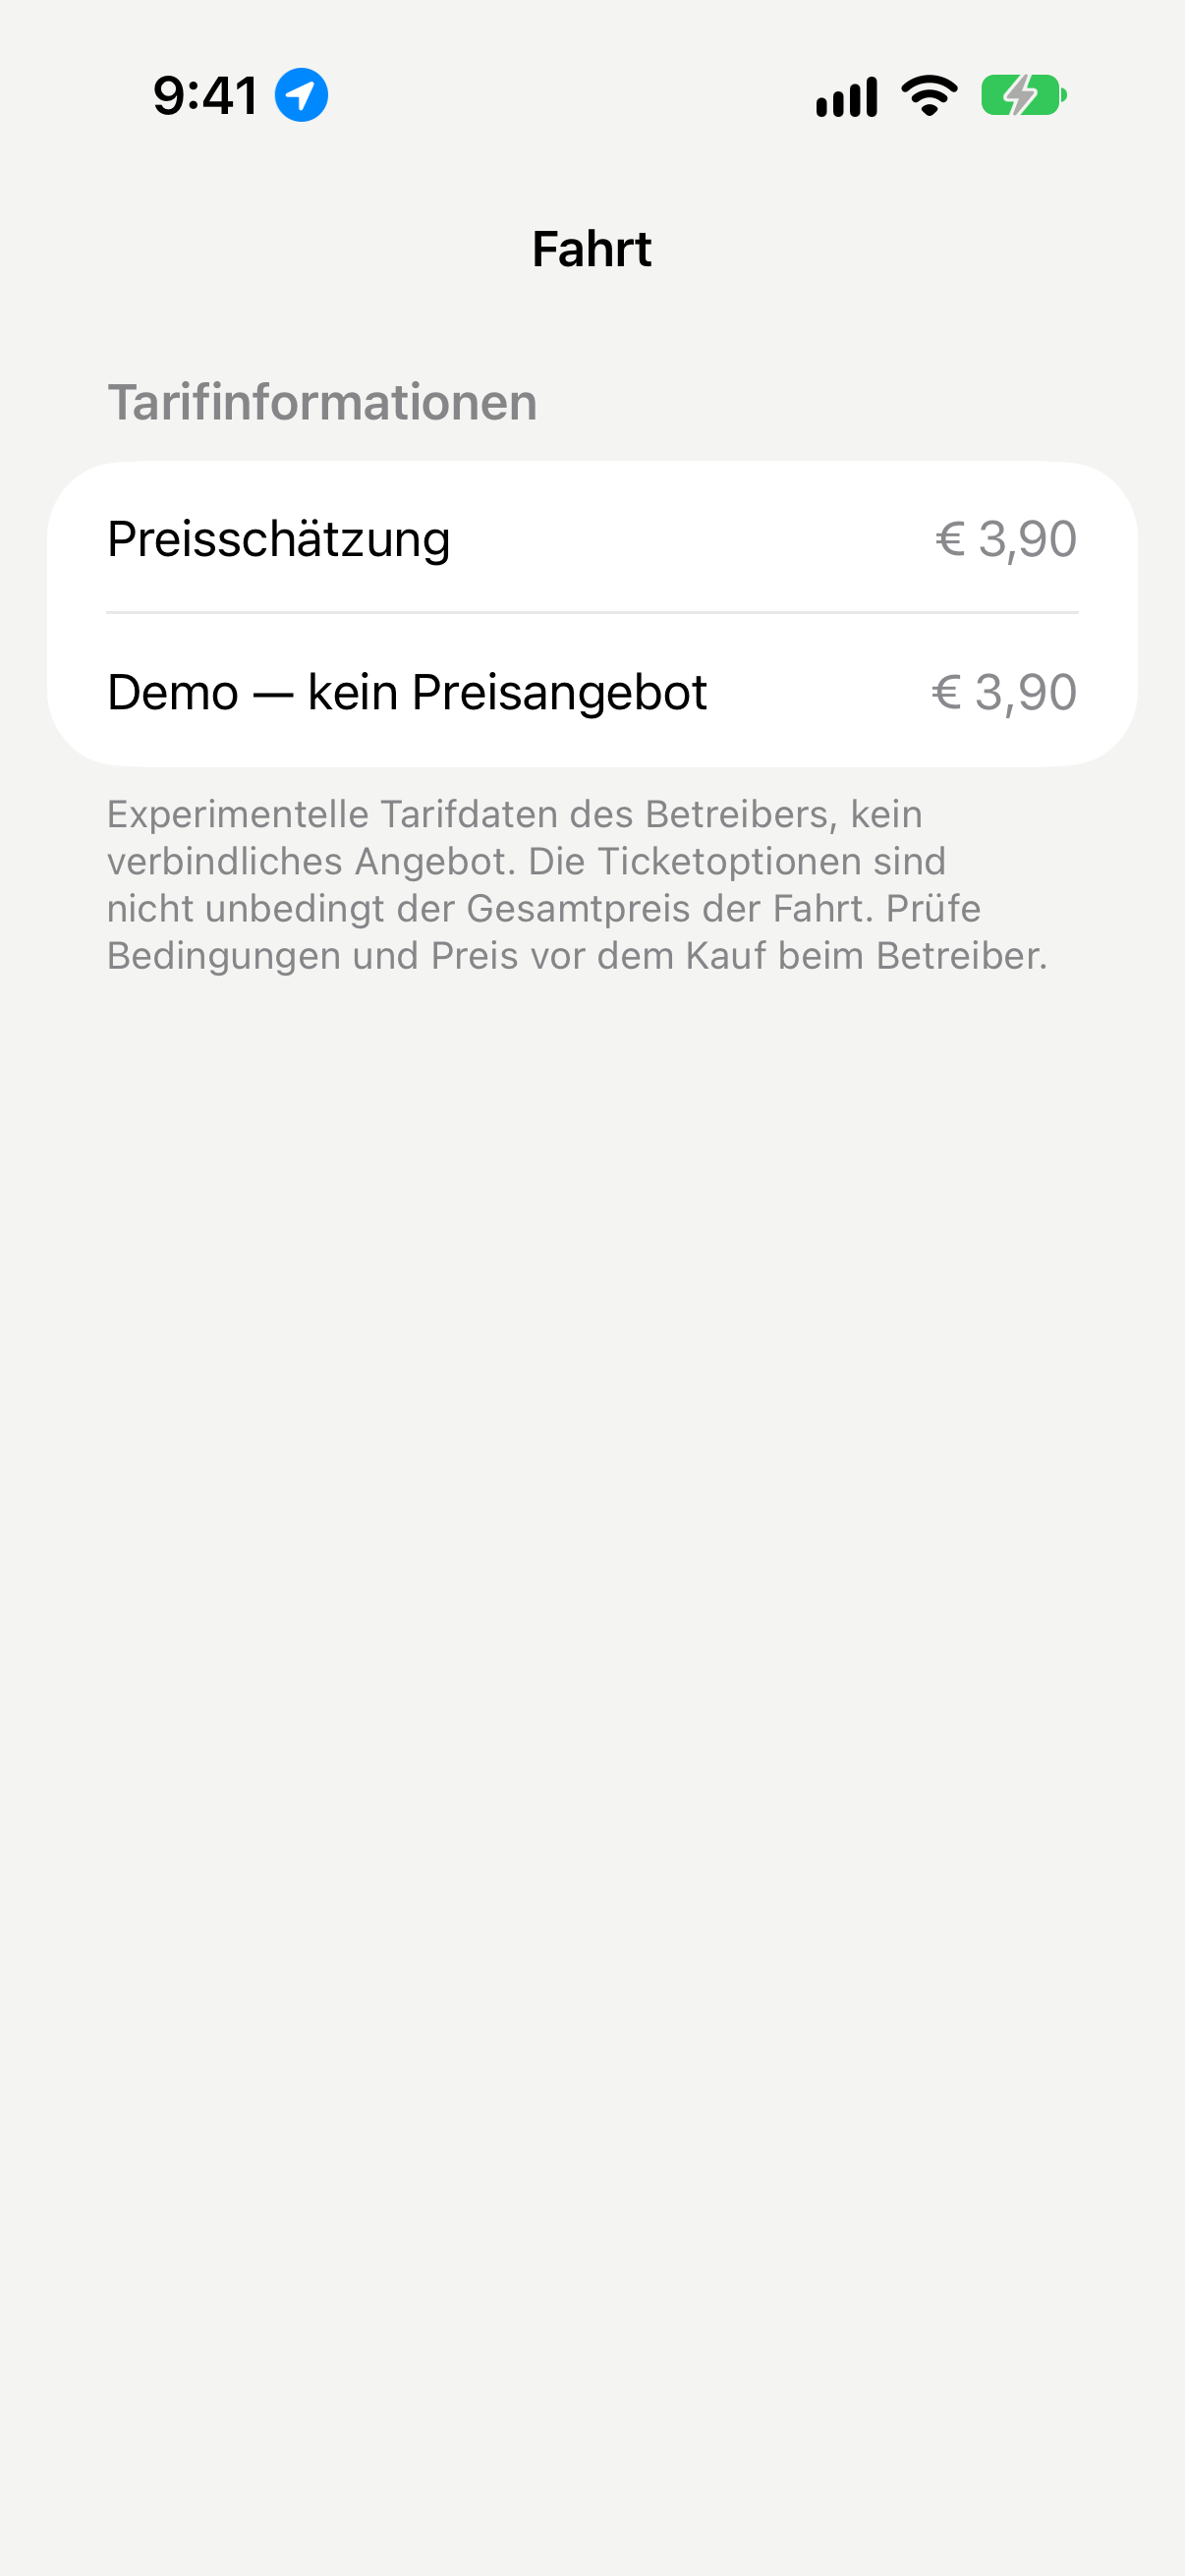 9:41
Fahrt
Tarifinformationen
Preisschätzung € 3,90
Demo — kein Preisangebot € 3,90
Experimentelle Tarifdaten des Betreibers, kein
verbindliches Angebot. Die Ticketoptionen sind
nicht unbedingt der Gesamtpreis der Fahrt. Prüfe
Bedingungen und Preis vor dem Kauf beim Betreiber.